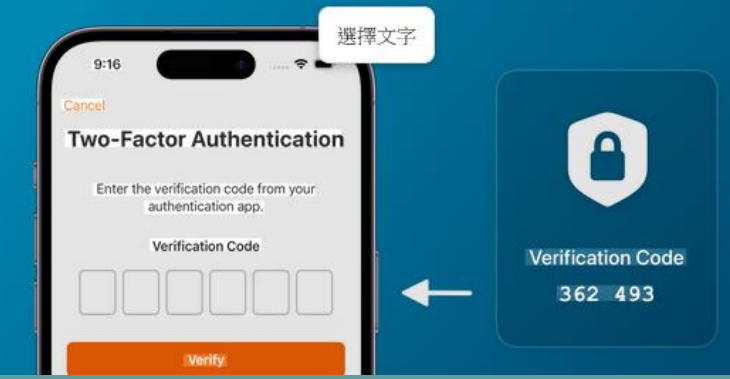 選擇文字
9:16
Cancel
Two-Factor Authentication
Enter the verification code from your
authentication app.
Verification Code
Verify
Verification Code
362 493